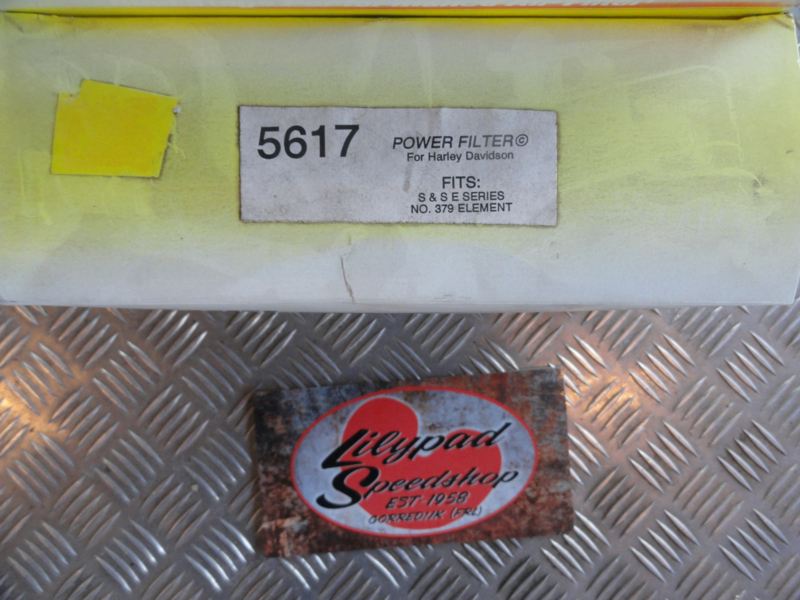 5617
POWER FILTER©
For Harley Davidson
FITS:
S & S E SERIES
NO. 379 ELEMENT
Lilypad
Speedshop
EST-1958
GORREDIJK (FRL)